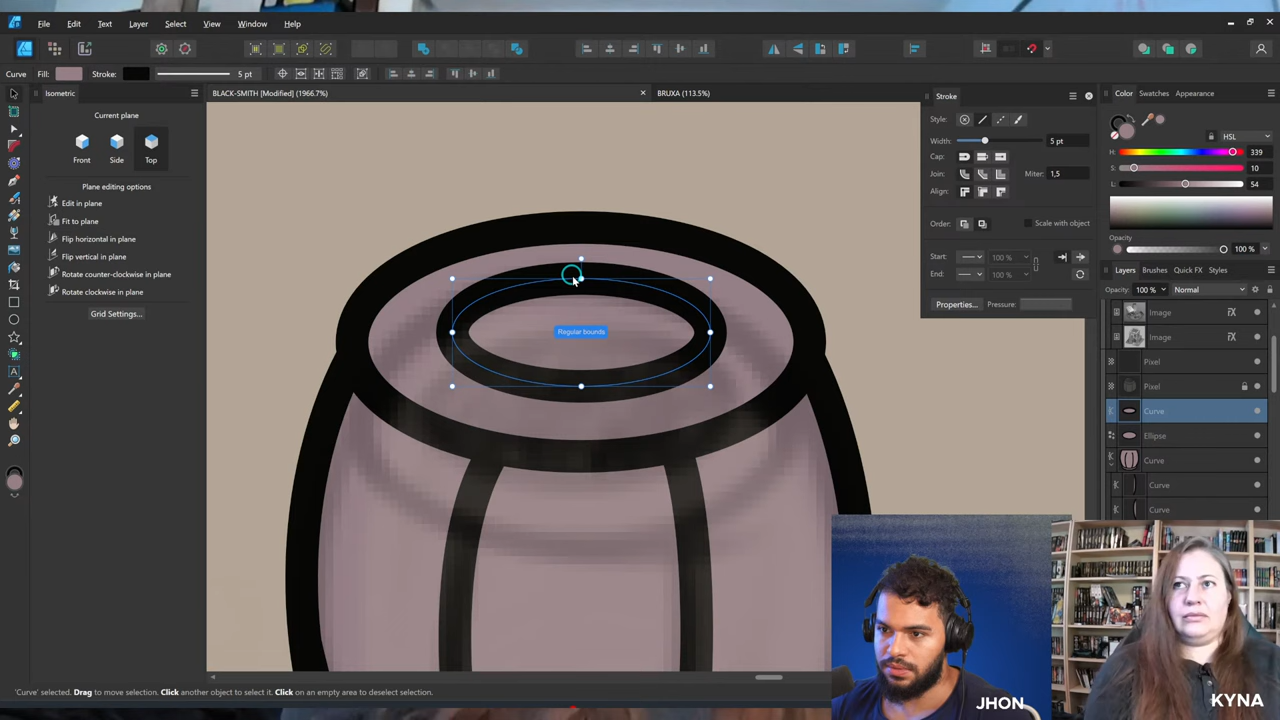 File Edit Text Layer Select View Window Help
Curve Fill: Stroke: 5 pt
Isometric
Current plane
Front Side Top
Plane editing options
Edit in plane
Fit to plane
Flip horizontal in plane
Flip vertical in plane
Rotate counter-clockwise in plane
Rotate clockwise in plane
Grid Settings...
BLACK-SMITH [Modified] (1966.7%)
BRUXA (113.5%)
Regular bounds
Stroke
Style:
Width: 5 pt
Cap:
Join: Miter: 1,5
Align:
Order: Scale with object
Start: 100 %
End: 100 %
Properties... Pressure:
Color Swatches Appearance
HSL
H: 339
S: 10
L: 54
Opacity
100 %
Layers Brushes Quick FX Styles
Opacity: 100 % Normal
Image FX
Image FX
Pixel
Pixel
Curve
Ellipse
Curve
Curve
Curve
'Curve' selected. Drag to move selection. Click another object to select it. Click on an empty area to deselect selection.
JHON
KYNA